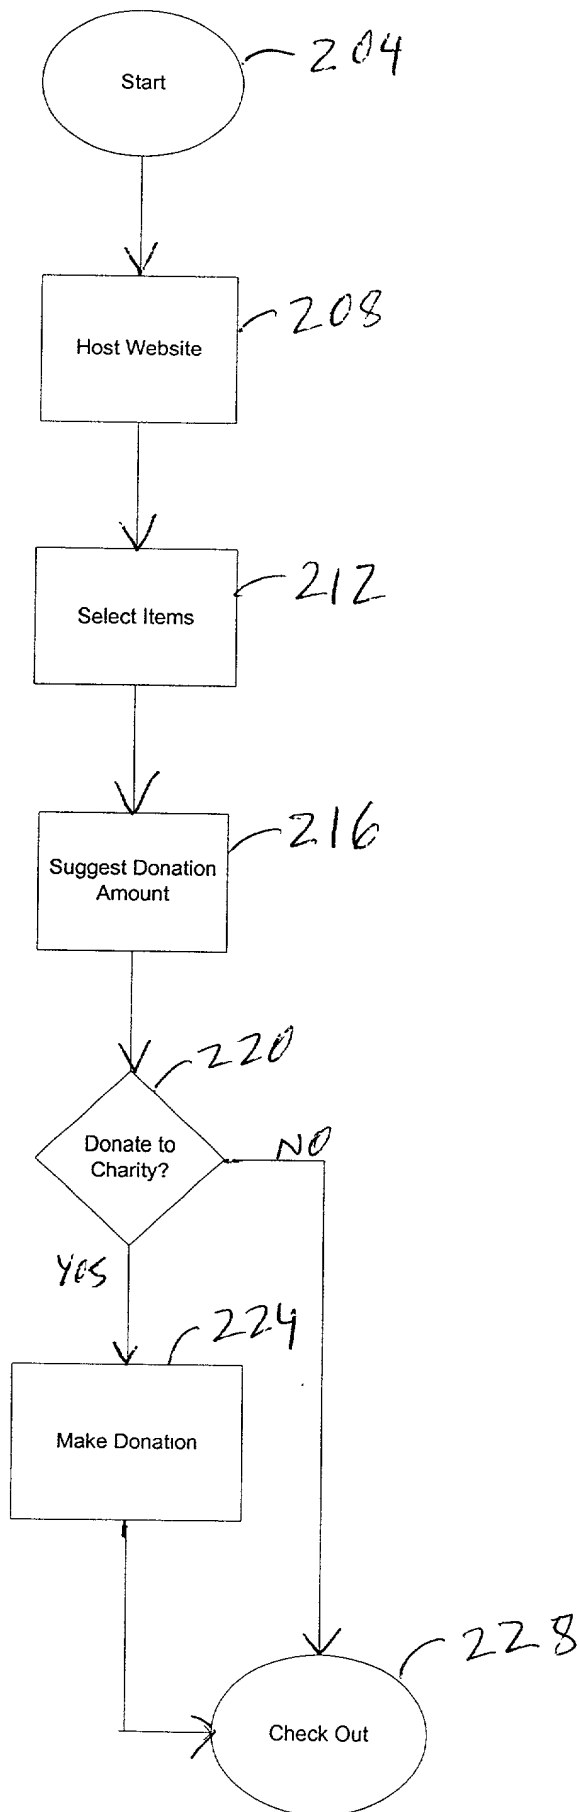 204
Start
208
Host Website
212
Select Items
216
Suggest Donation
Amount
220
Donate to
Charity?
NO
YES
224
Make Donation
228
Check Out